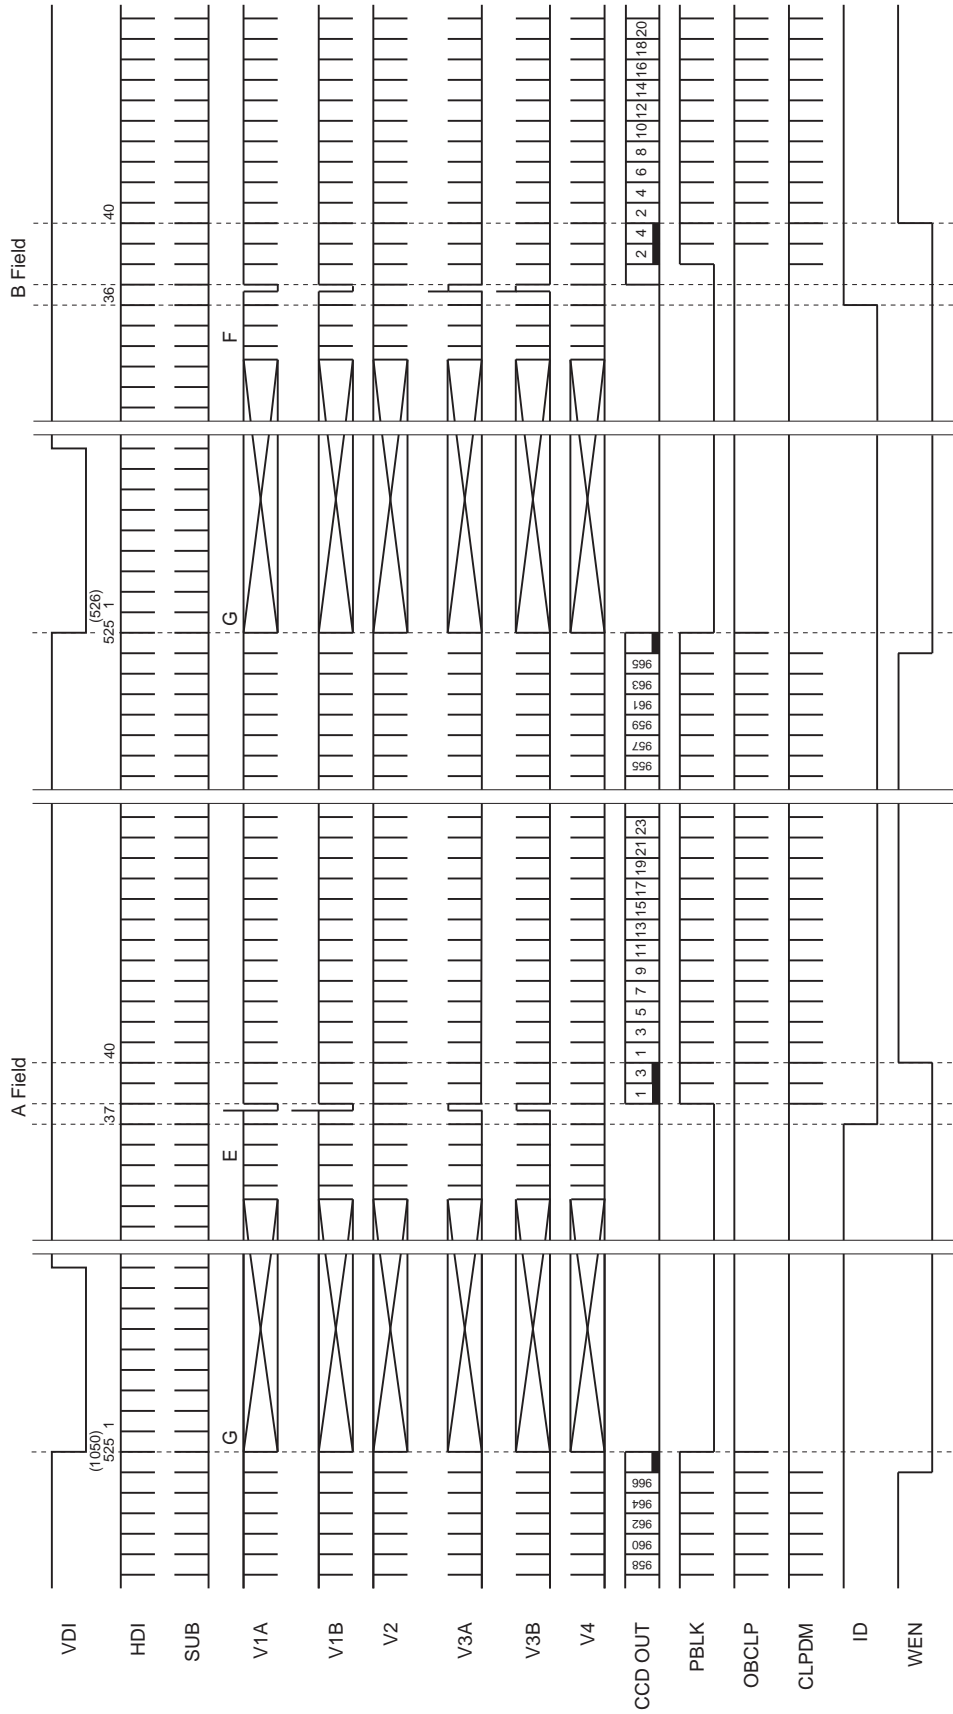 A Field
B Field
VDI
(1050)
525 1
(526)
525 1
HDI
37
40
36
40
SUB
G
E
G
F
V1A
V1B
V2
V3A
V3B
V4
CCD OUT
958 960 962 964 966
1 3 1 3 5 7 9 11 13 15 17 19 21 23
955 957 959 961 963 965
2 4 2 4 6 8 10 12 14 16 18 20
PBLK
OBCLP
CLPDM
ID
WEN